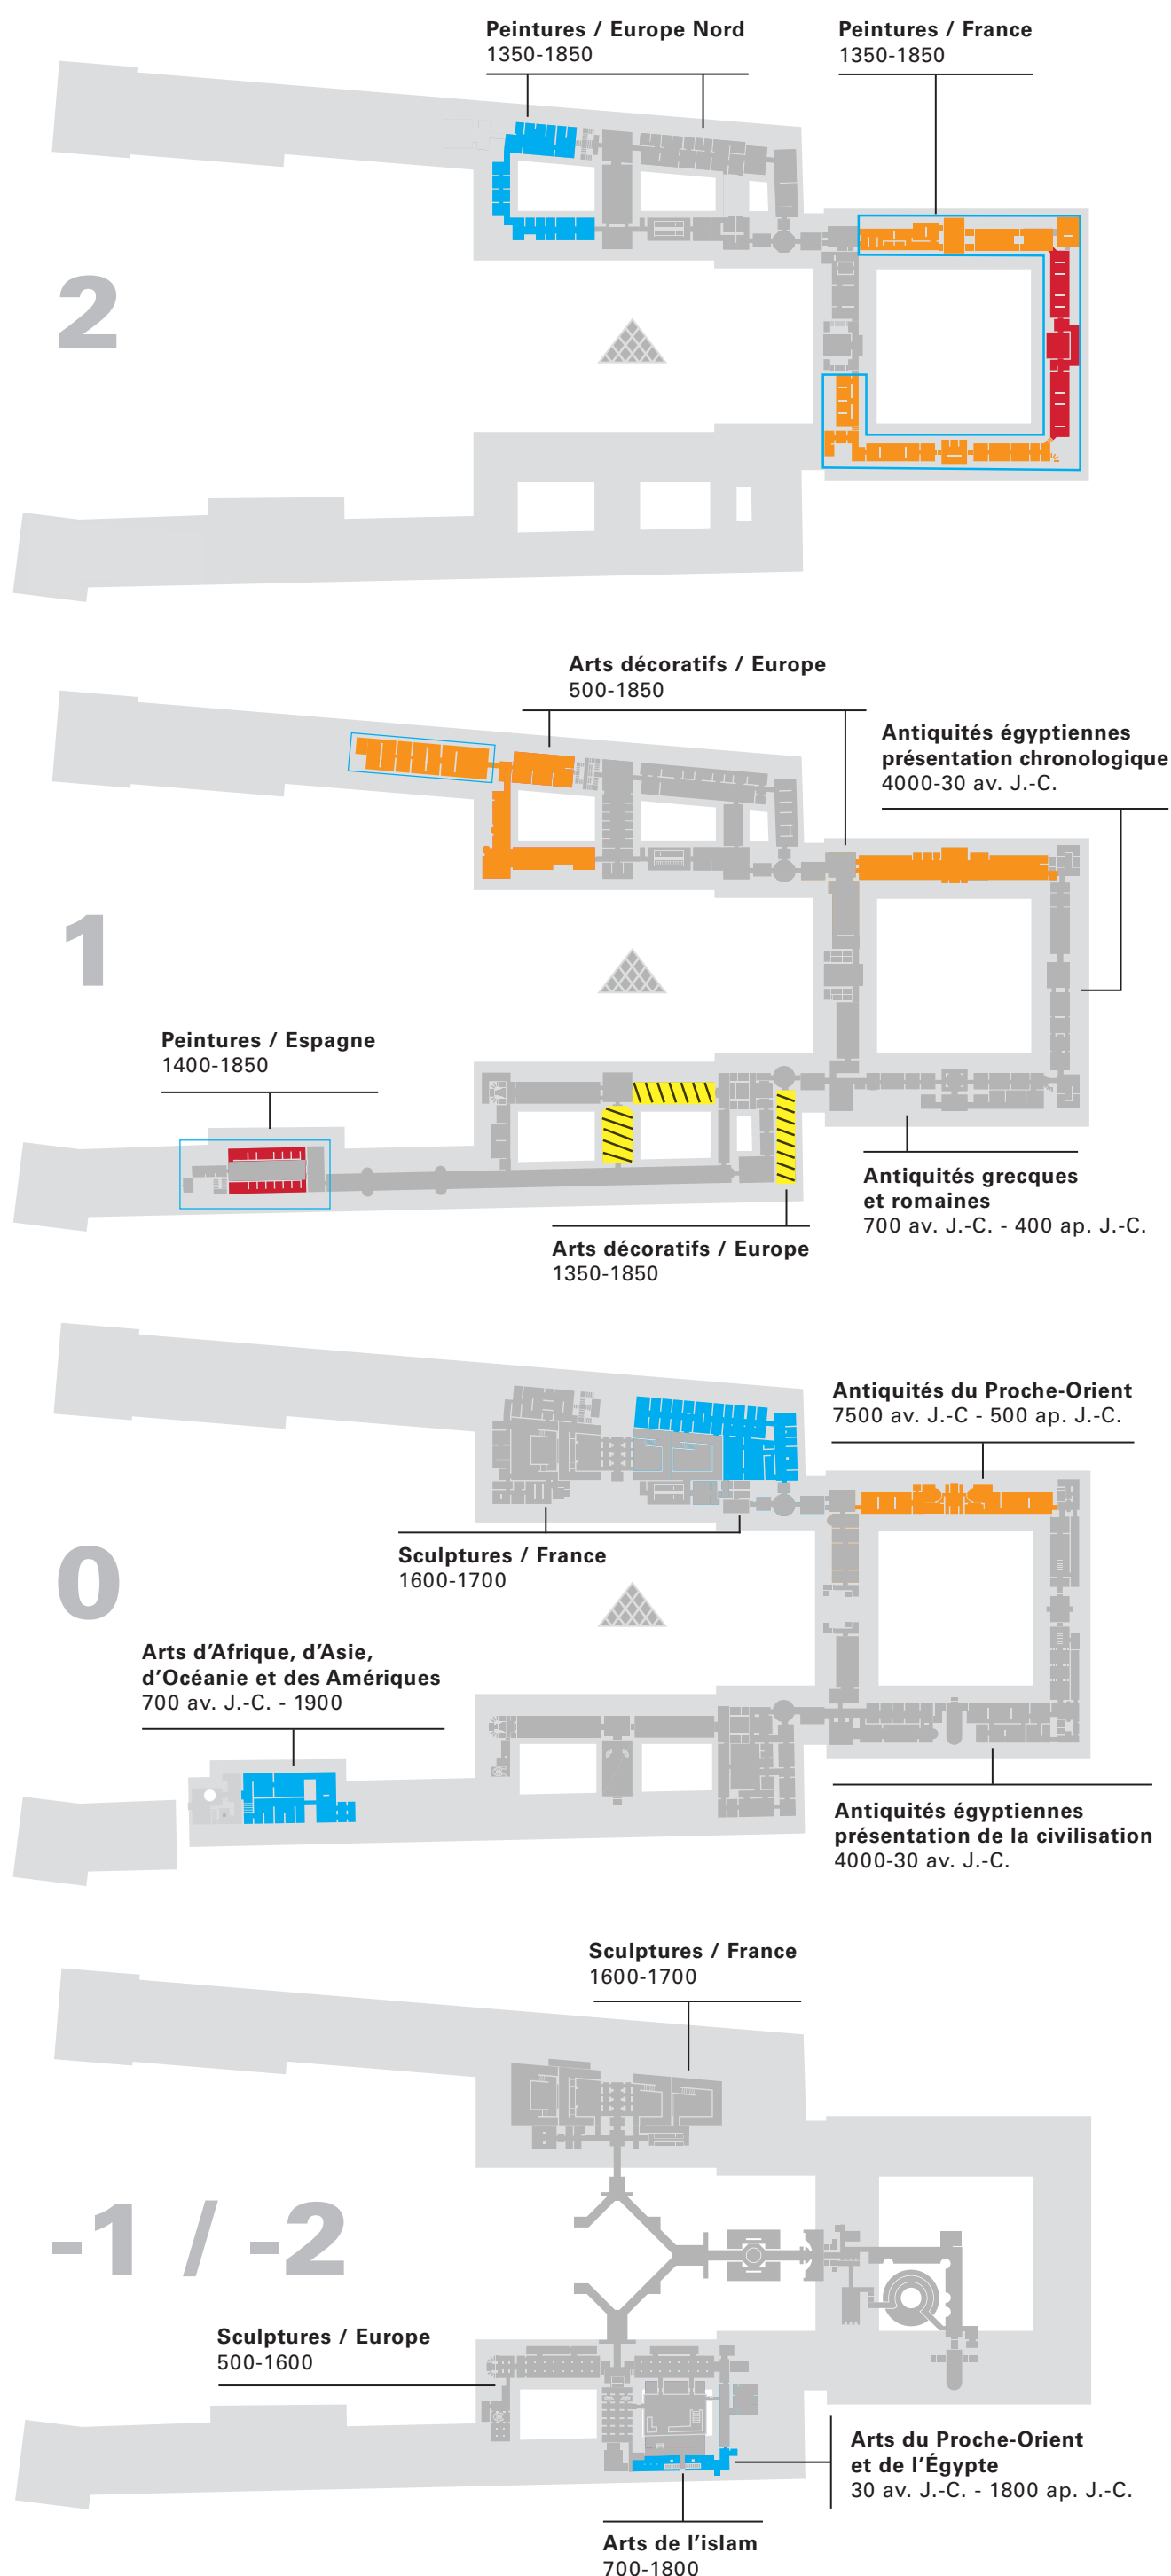 Peintures / Europe Nord
1350-1850
Peintures / France
1350-1850
2
Arts décoratifs / Europe
500-1850
Antiquités égyptiennes
présentation chronologique
4000-30 av. J.-C.
1
Peintures / Espagne
1400-1850
Antiquités grecques
et romaines
700 av. J.-C. - 400 ap. J.-C.
Arts décoratifs / Europe
1350-1850
Antiquités du Proche-Orient
7500 av. J.-C - 500 ap. J.-C.
Sculptures / France
1600-1700
0
Arts d’Afrique, d’Asie,
d’Océanie et des Amériques
700 av. J.-C. - 1900
Antiquités égyptiennes
présentation de la civilisation
4000-30 av. J.-C.
Sculptures / France
1600-1700
-1 / -2
Sculptures / Europe
500-1600
Arts du Proche-Orient
et de l’Égypte
30 av. J.-C. - 1800 ap. J.-C.
Arts de l’islam
700-1800